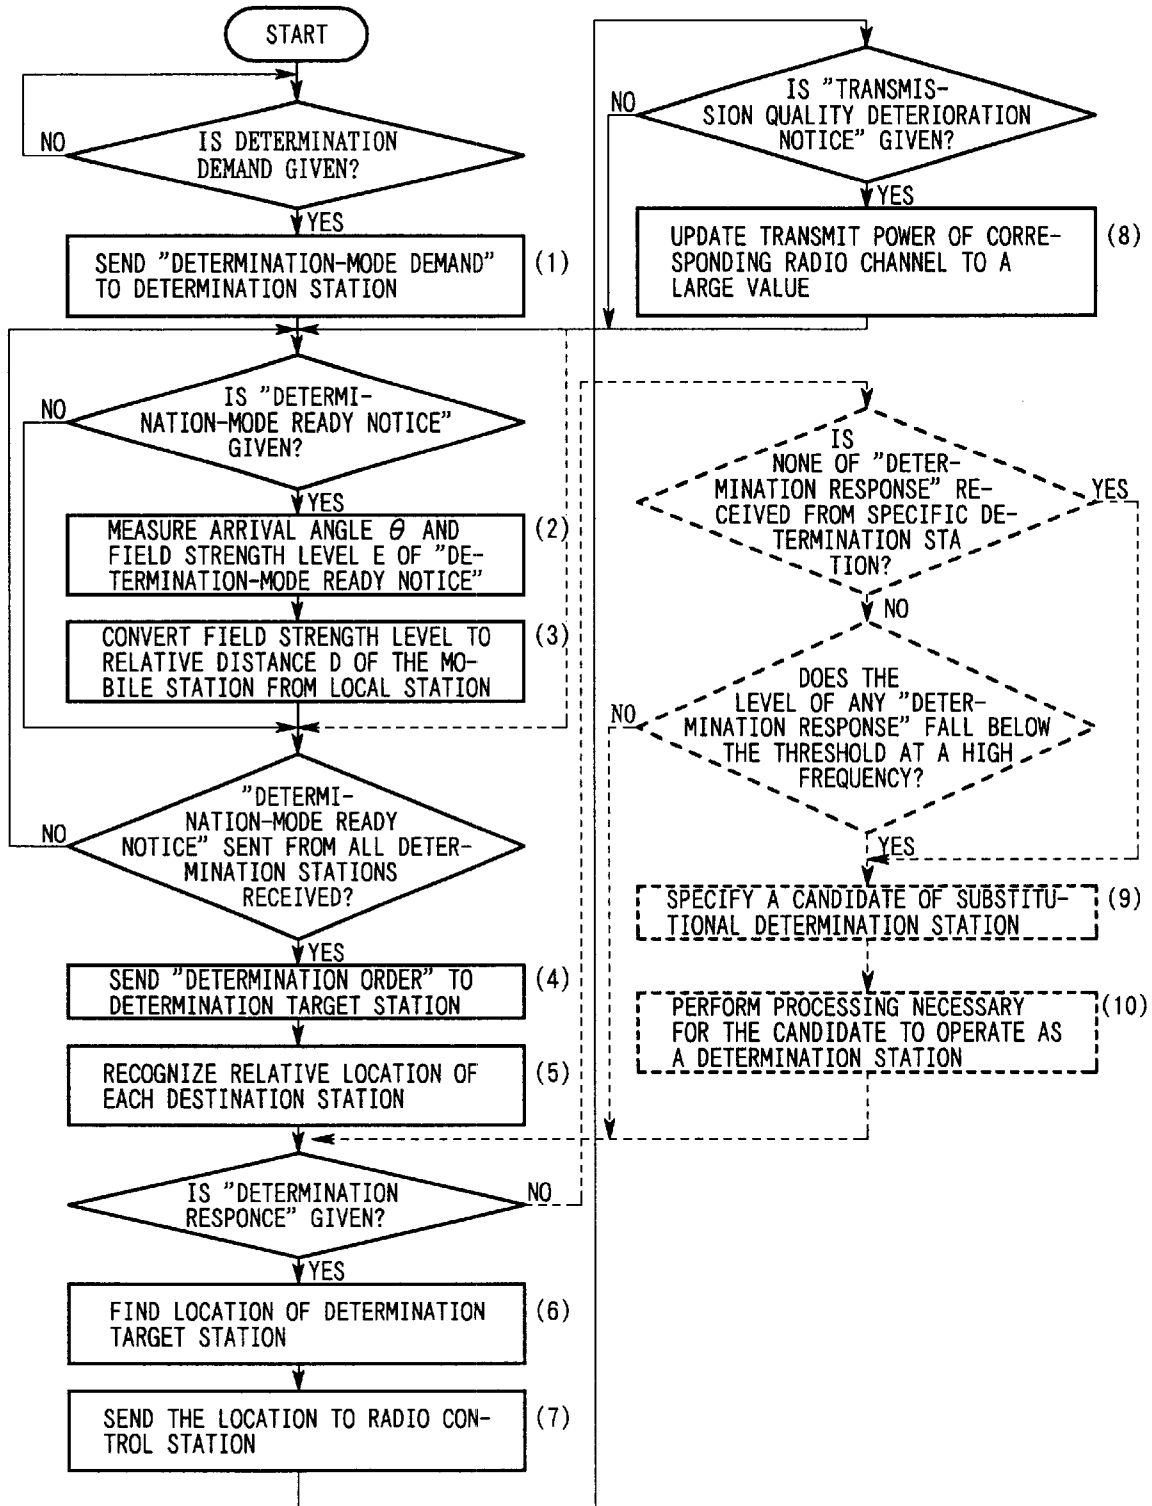 START
IS DETERMINATION
DEMAND GIVEN?
NO
YES
SEND "DETERMINATION-MODE DEMAND"
TO DETERMINATION STATION
(1)
IS "DETERMI-
NATION-MODE READY NOTICE"
GIVEN?
NO
YES
MEASURE ARRIVAL ANGLE θ AND
FIELD STRENGTH LEVEL E OF "DE-
TERMINATION-MODE READY NOTICE"
(2)
CONVERT FIELD STRENGTH LEVEL TO
RELATIVE DISTANCE D OF THE MO-
BILE STATION FROM LOCAL STATION
(3)
"DETERMI-
NATION-MODE READY
NOTICE" SENT FROM ALL DETER-
MINATION STATIONS
RECEIVED?
NO
YES
SEND "DETERMINATION ORDER" TO
DETERMINATION TARGET STATION
(4)
RECOGNIZE RELATIVE LOCATION OF
EACH DESTINATION STATION
(5)
IS "DETERMINATION
RESPONCE" GIVEN?
NO
YES
FIND LOCATION OF DETERMINATION
TARGET STATION
(6)
SEND THE LOCATION TO RADIO CON-
TROL STATION
(7)
IS "TRANSMIS-
SION QUALITY DETERIORATION
NOTICE" GIVEN?
NO
YES
UPDATE TRANSMIT POWER OF CORRE-
SPONDING RADIO CHANNEL TO A
LARGE VALUE
(8)
IS
NONE OF "DETER-
MINATION RESPONSE" RE-
CEIVED FROM SPECIFIC DE-
TERMINATION STA
TION?
YES
NO
DOES THE
LEVEL OF ANY "DETER-
MINATION RESPONSE" FALL BELOW
THE THRESHOLD AT A HIGH
FREQUENCY?
NO
YES
SPECIFY A CANDIDATE OF SUBSTITU-
TIONAL DETERMINATION STATION
(9)
PERFORM PROCESSING NECESSARY
FOR THE CANDIDATE TO OPERATE AS
A DETERMINATION STATION
(10)